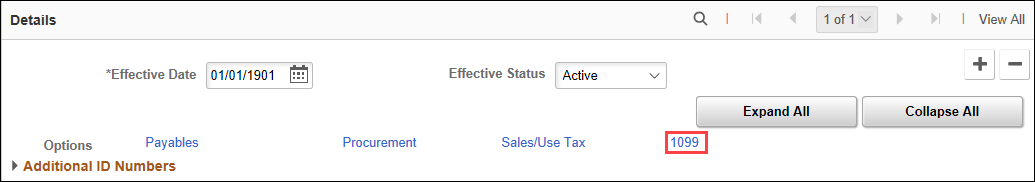 Details 1 of 1 View All
*Effective Date 01/01/1901 Effective Status Active
Expand All Collapse All
Options Payables Procurement Sales/Use Tax 1099
Additional ID Numbers